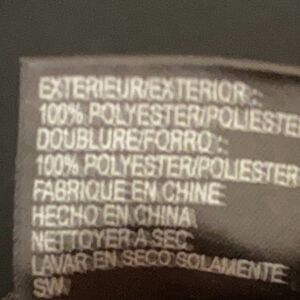 EXTERIEUR/EXTERIOR:
100% POLYESTER/POLIESTE
DOUBLURE/FORRO:
100% POLYESTER/POLIESTER
FABRIQUE EN CHINE
HECHO EN CHINA
NETTOYER A SEC
LAVAR EN SECO SOLAMENTE
SW